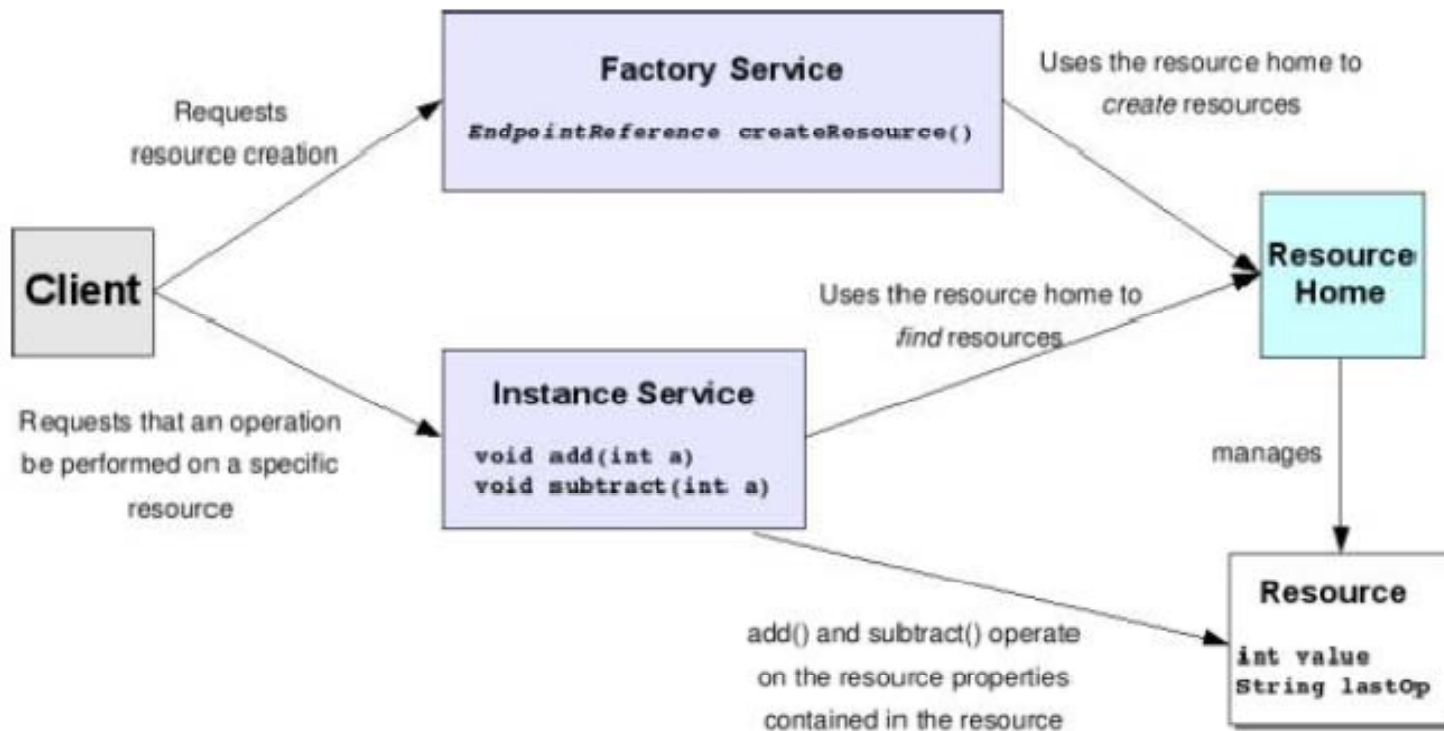 Factory Service
EndpointReference createResource()
Uses the resource home to
create resources
Requests
resource creation
Client
Resource
Home
Uses the resource home to
find resources
Instance Service
void add(int a)
void subtract(int a)
Requests that an operation
be performed on a specific
resource
manages
Resource
int value
String lastOp
add() and subtract() operate
on the resource properties
contained in the resource